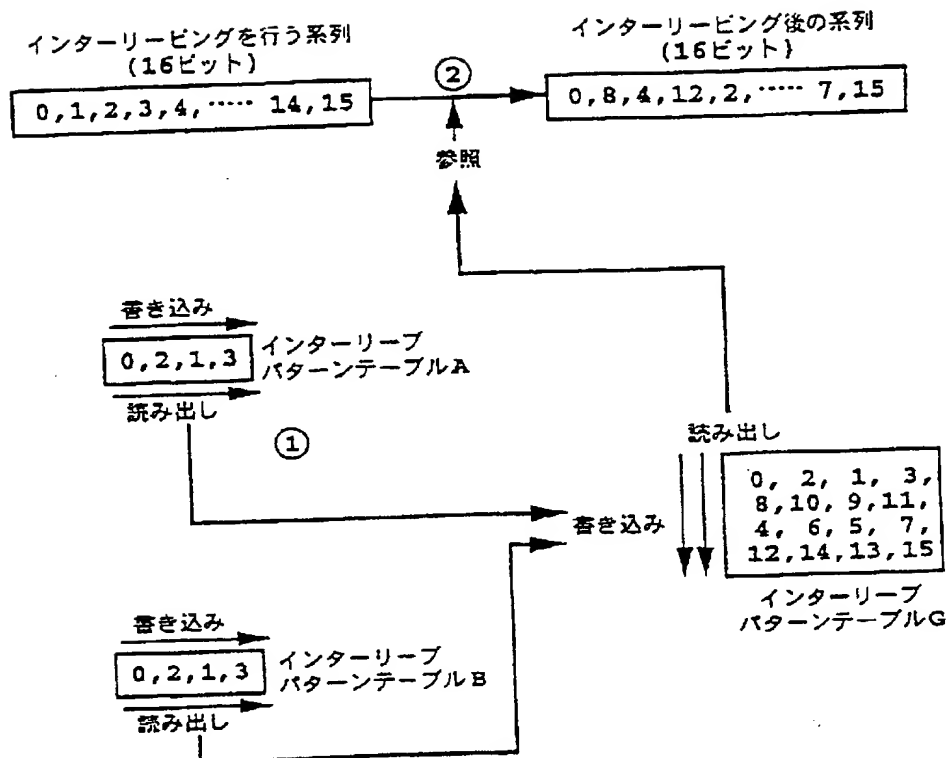 インターリービングを行う系列
(16ビット)
0,1,2,3,4,····· 14,15
②
インターリービング後の系列
(16ビット)
0,8,4,12,2,····· 7,15
参照
書き込み
0,2,1,3
インターリーブ
パターンテーブルA
読み出し
①
読み出し
書き込み
0, 2, 1, 3,
8,10, 9,11,
4, 6, 5, 7,
12,14,13,15
インターリーブ
パターンテーブルG
書き込み
0,2,1,3
インターリーブ
パターンテーブルB
読み出し